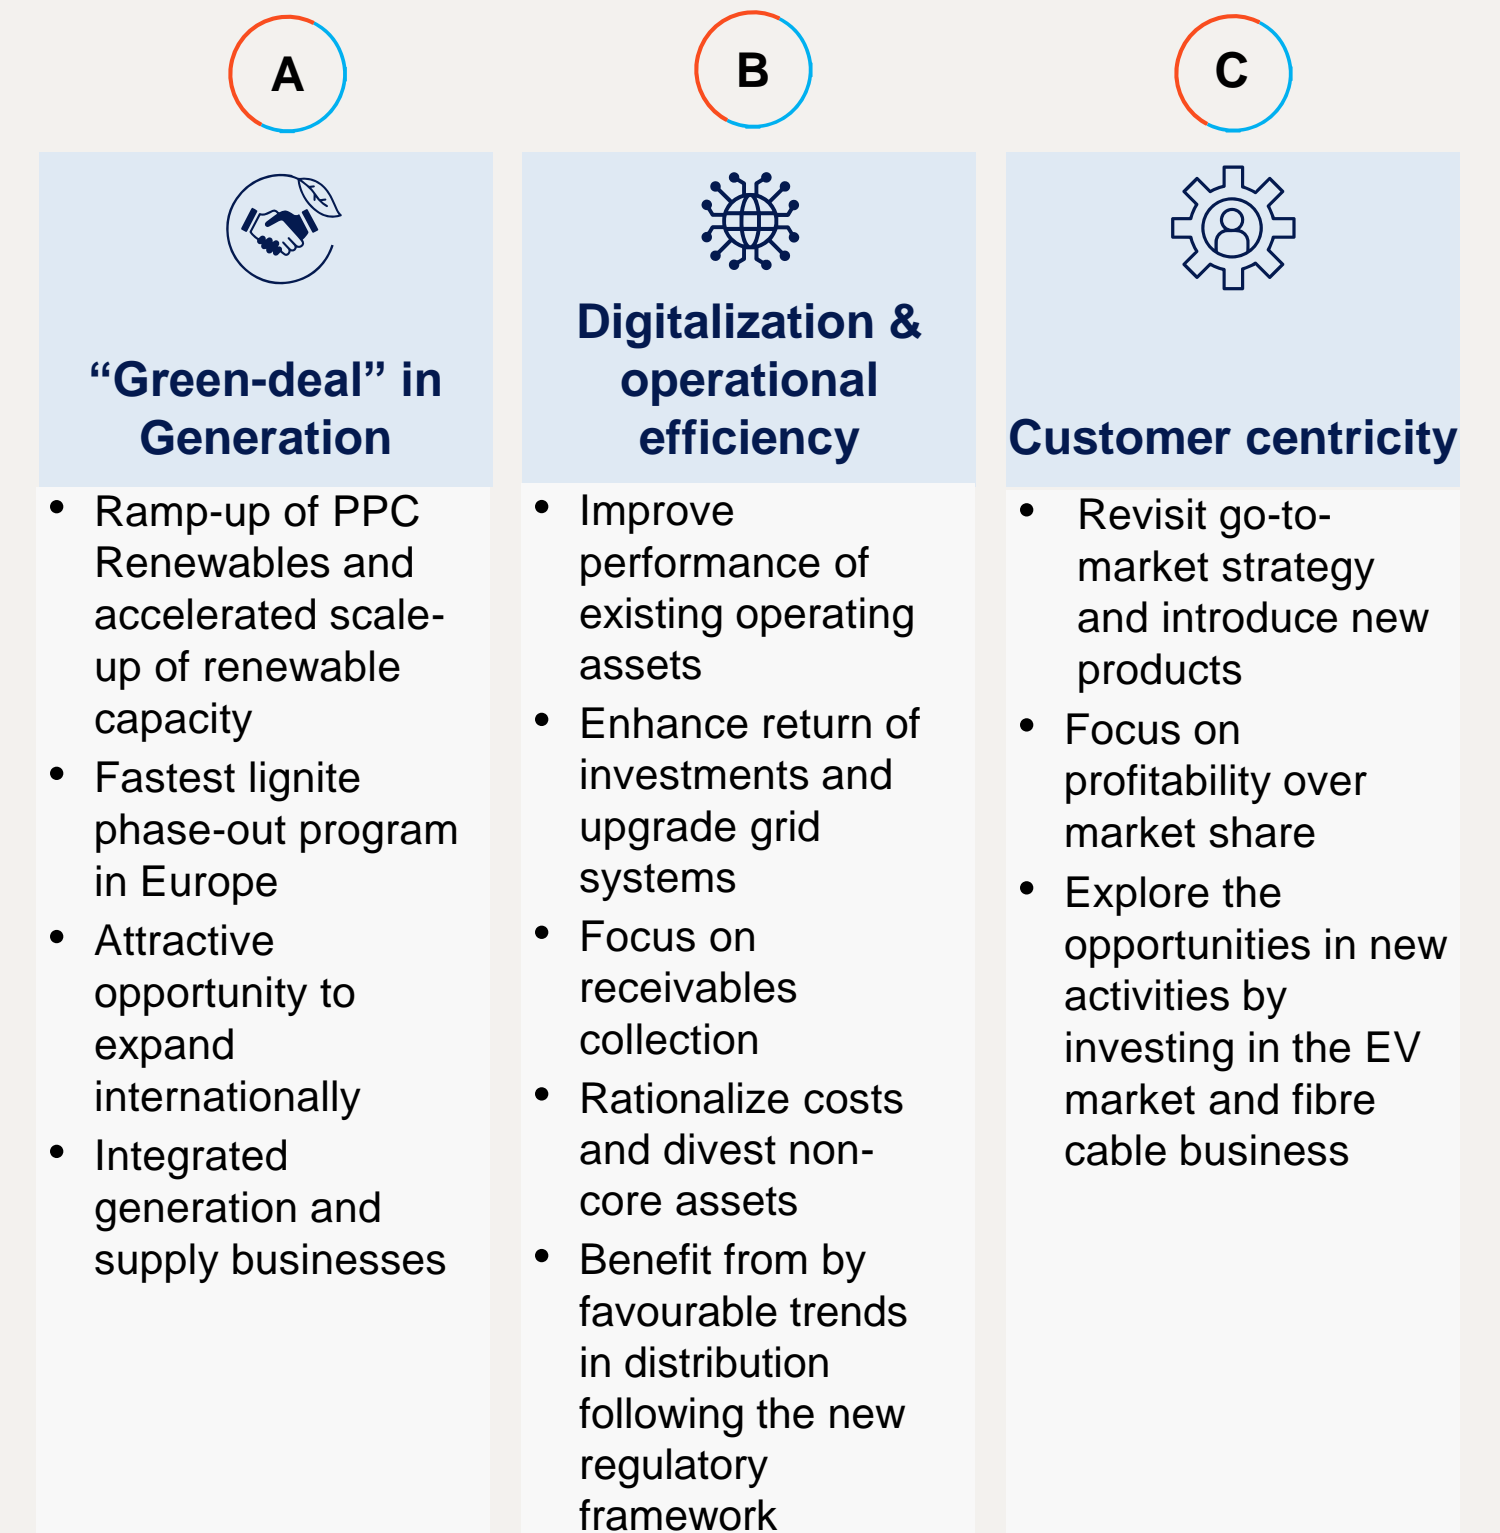 A
“Green-deal” in
Generation
• Ramp-up of PPC
Renewables and
accelerated scale-
up of renewable
capacity
• Fastest lignite
phase-out program
in Europe
• Attractive
opportunity to
expand
internationally
• Integrated
generation and
supply businesses
B
Digitalization &
operational
efficiency
• Improve
performance of
existing operating
assets
• Enhance return of
investments and
upgrade grid
systems
• Focus on
receivables
collection
• Rationalize costs
and divest non-
core assets
• Benefit from by
favourable trends
in distribution
following the new
regulatory
framework
C
Customer centricity
• Revisit go-to-
market strategy
and introduce new
products
• Focus on
profitability over
market share
• Explore the
opportunities in new
activities by
investing in the EV
market and fibre
cable business